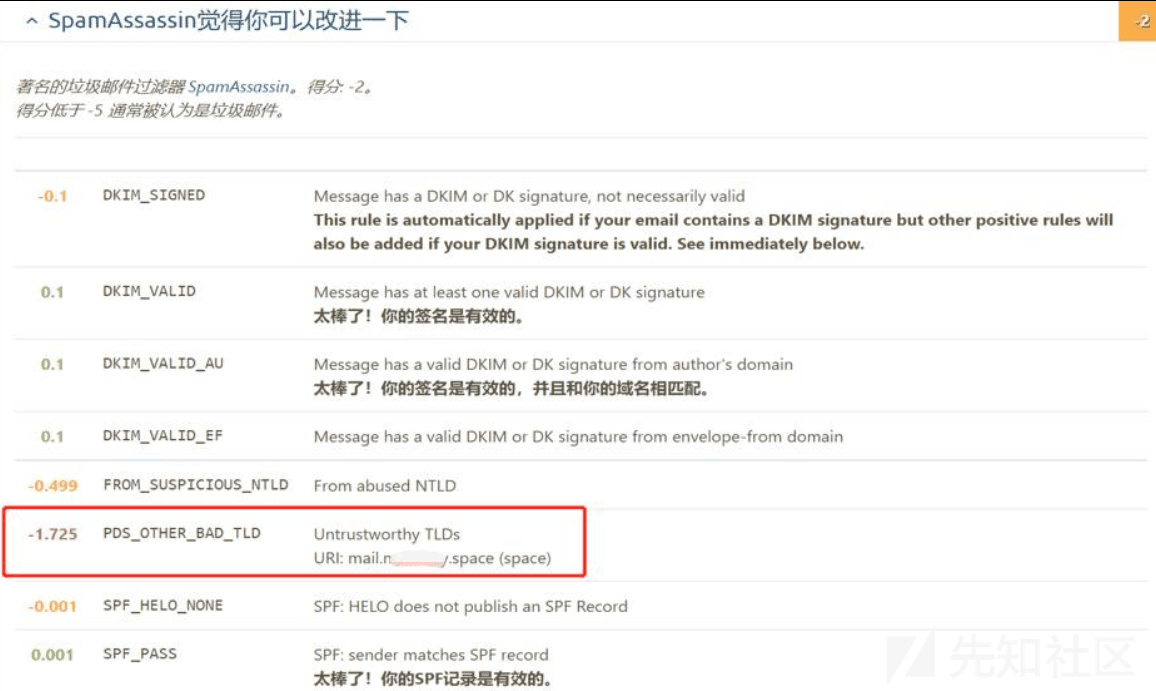 SpamAssassin觉得你可以改进一下
-2
著名的垃圾邮件过滤器 SpamAssassin。得分: -2。
得分低于 -5 通常被认为是垃圾邮件。
-0.1 DKIM_SIGNED Message has a DKIM or DK signature, not necessarily valid
This rule is automatically applied if your email contains a DKIM signature but other positive rules will
also be added if your DKIM signature is valid. See immediately below.
0.1 DKIM_VALID Message has at least one valid DKIM or DK signature
太棒了！你的签名是有效的。
0.1 DKIM_VALID_AU Message has a valid DKIM or DK signature from author's domain
太棒了！你的签名是有效的，并且和你的域名相匹配。
0.1 DKIM_VALID_EF Message has a valid DKIM or DK signature from envelope-from domain
-0.499 FROM_SUSPICIOUS_NTLD From abused NTLD
-1.725 PDS_OTHER_BAD_TLD Untrustworthy TLDs
URI: mail. .space (space)
-0.001 SPF_HELO_NONE SPF: HELO does not publish an SPF Record
0.001 SPF_PASS SPF: sender matches SPF record
太棒了！你的SPF记录是有效的。
先知社区